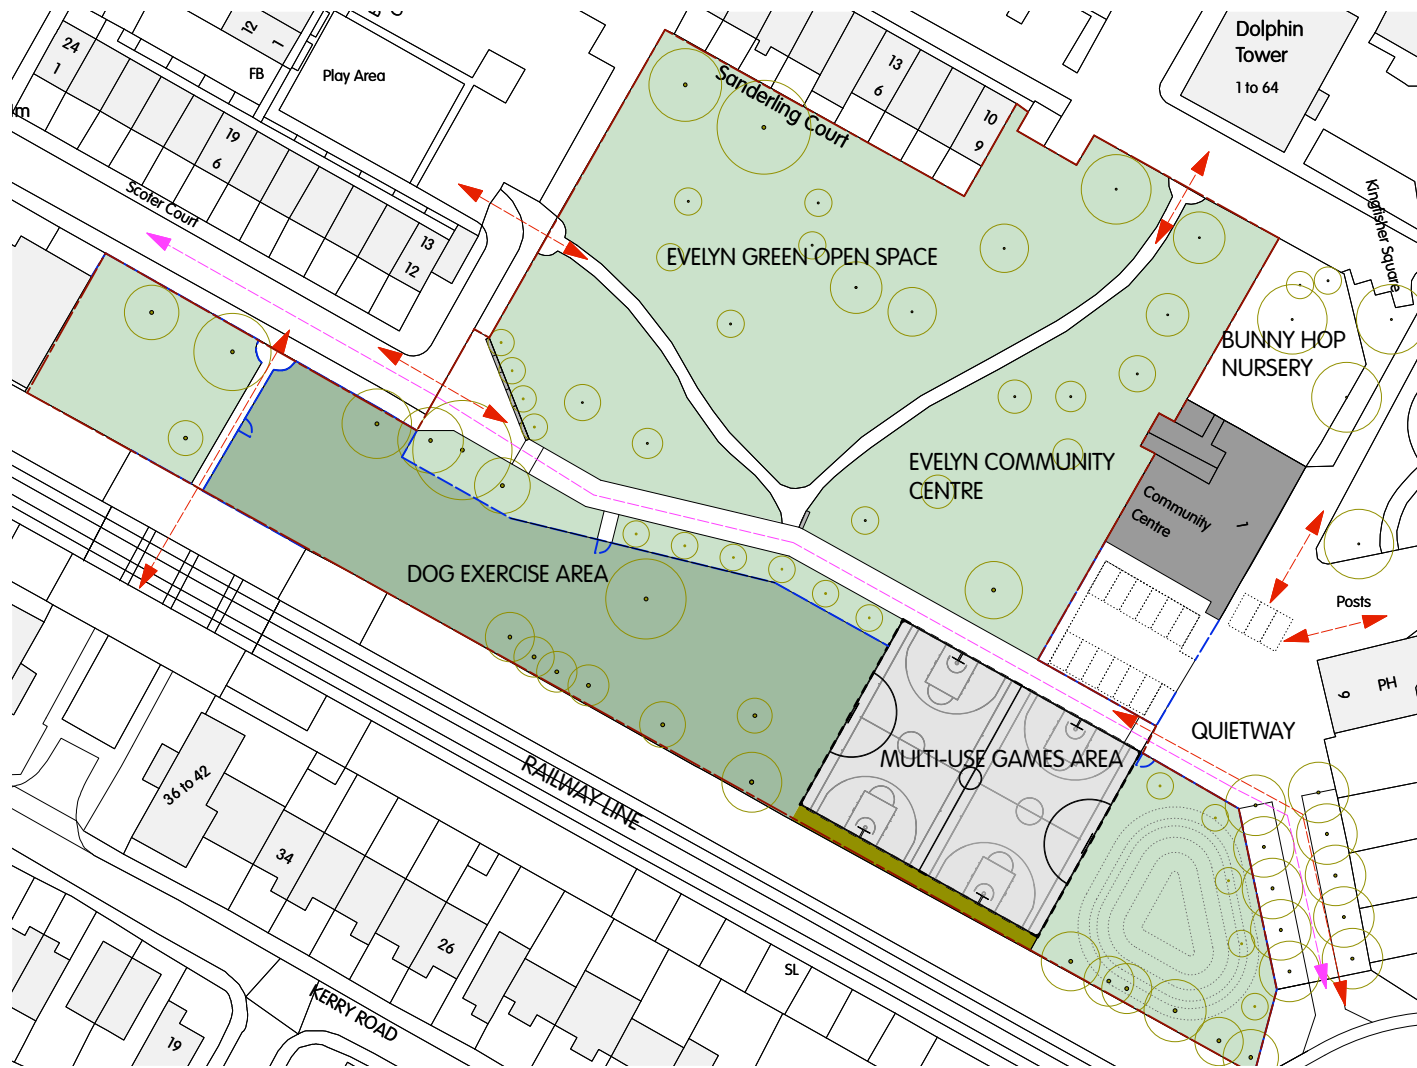 24
1
12
1
FB
Play Area
Sanderling Court
13
6
10
9
Dolphin
Tower
1 to 64
m
19
6
Scoter Court
13
12
Kingfisher Square
EVELYN GREEN OPEN SPACE
BUNNY HOP
NURSERY
EVELYN COMMUNITY
CENTRE
Community
Centre
1
DOG EXERCISE AREA
Posts
PH
9
QUIETWAY
MULTI-USE GAMES AREA
RAILWAY LINE
36 to 42
34
26
SL
KERRY ROAD
19